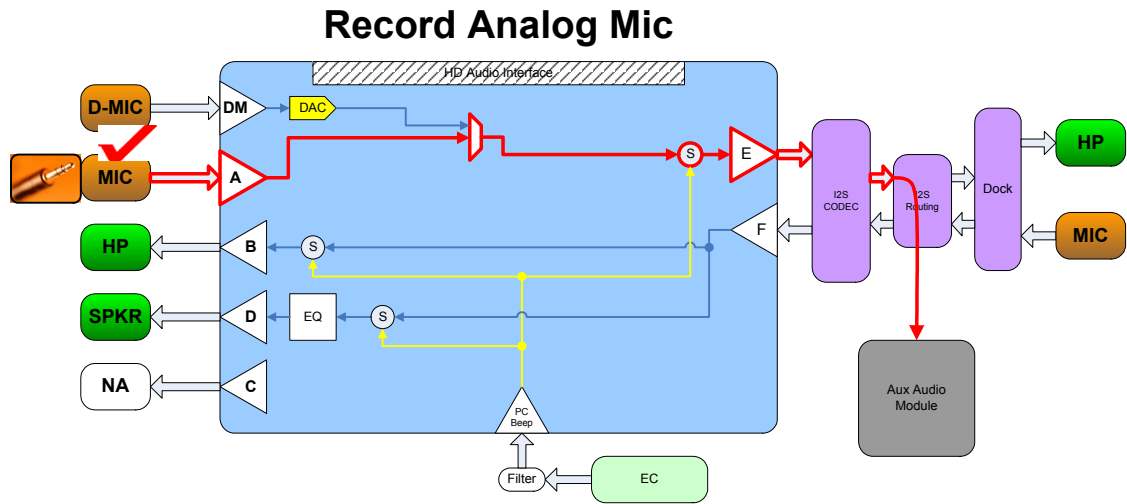 Record Analog Mic
HD Audio Interface
D-MIC
DM
DAC
MIC
A
S
E
I2S
CODEC
2S
Routing
Dock
HP
MIC
HP
B
S
F
SPKR
D
EQ
S
NA
C
PC
Beep
Aux Audio
Module
Filter
EC